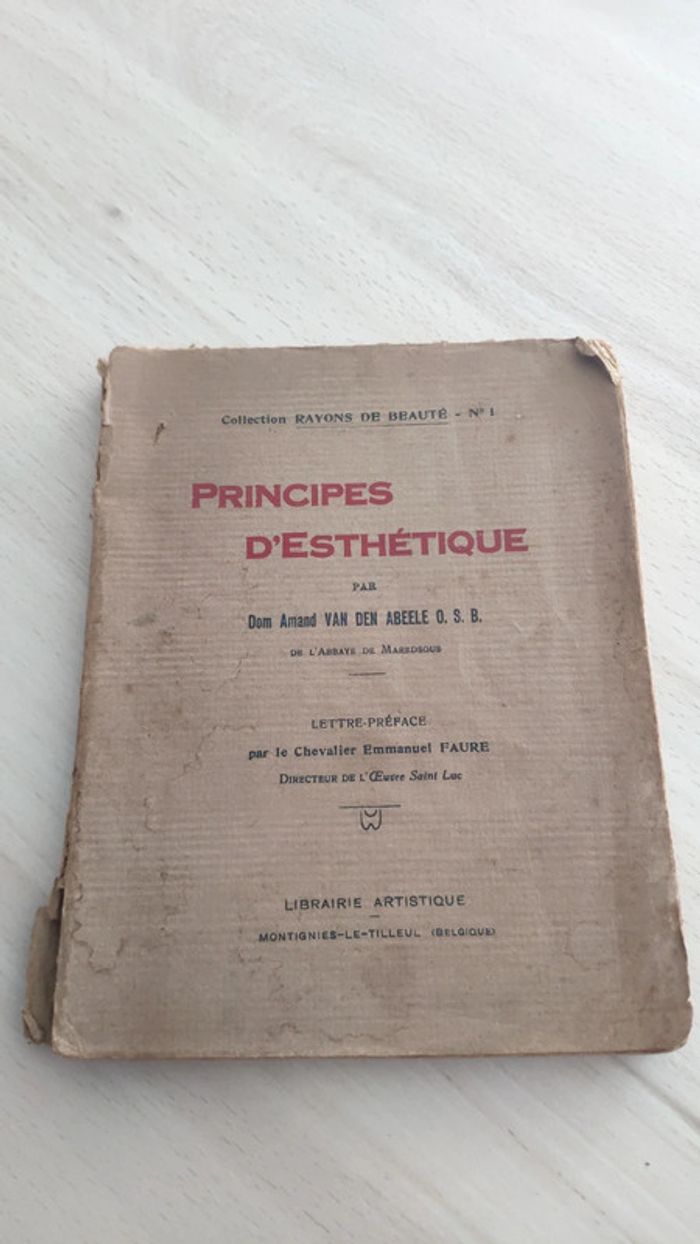 Collection RAYONS DE BEAUTÉ - N° 1
PRINCIPES
D'ESTHÉTIQUE
PAR
Dom Amand VAN DEN ABEELE O. S. B.
DE L'ABBAYE DE MAREDSOUS
LETTRE-PRÉFACE
par le Chevalier Emmanuel FAURE
DIRECTEUR DE L'Œuvre Saint Luc
LIBRAIRIE ARTISTIQUE
MONTIGNIES-LE-TILLEUL (BELGIQUE)